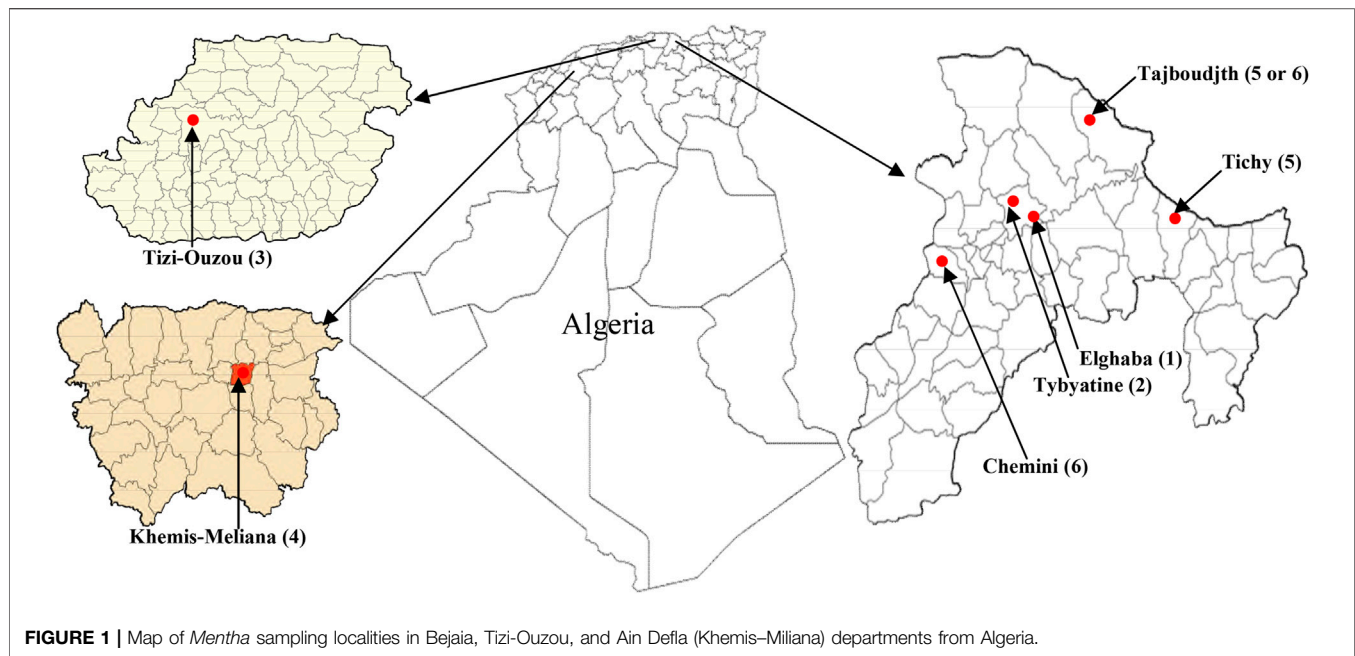 Tizi-Ouzou (3)
Khemis-Meliana (4)
Algeria
Tajboudjth (5 or 6)
Tichy (5)
Elghaba (1)
Tybyatine (2)
Chemini (6)
FIGURE 1 | Map of Mentha sampling localities in Bejaia, Tizi-Ouzou, and Ain Defla (Khemis–Miliana) departments from Algeria.